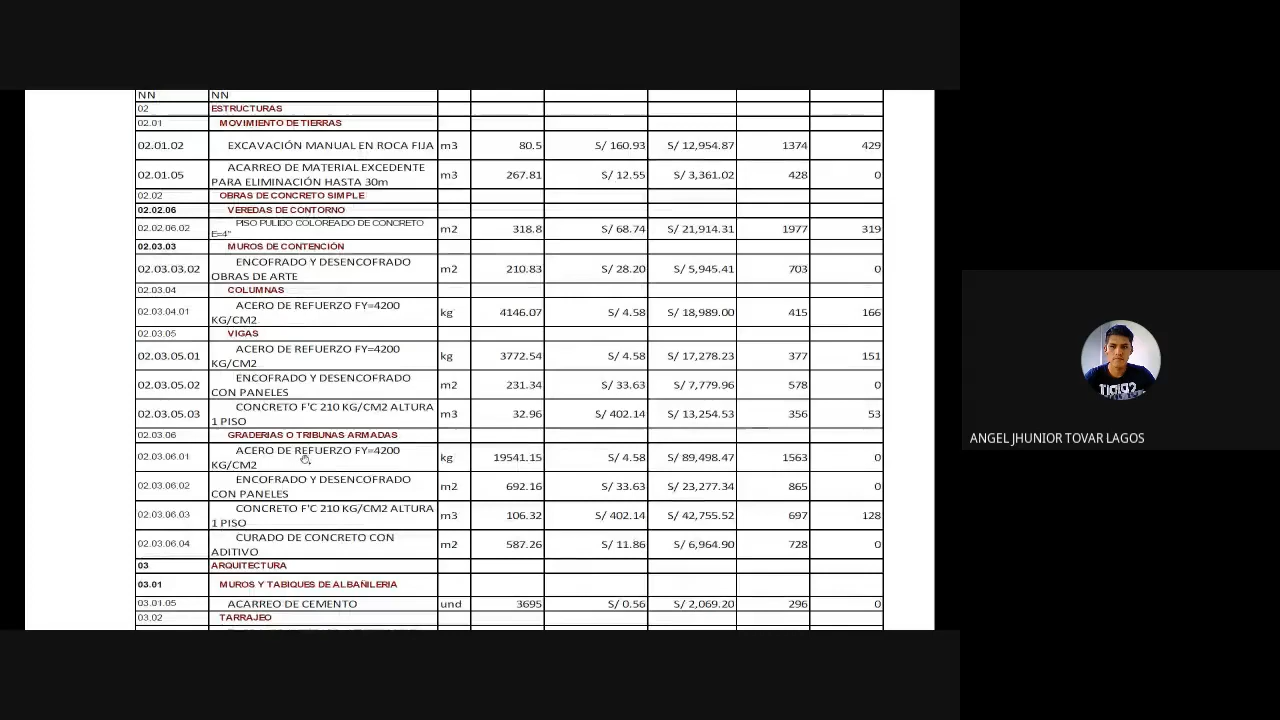 NN NN
02 ESTRUCTURAS
02.01 MOVIMIENTO DE TIERRAS
02.01.02 EXCAVACIÓN MANUAL EN ROCA FIJA m3 80.5 S/ 160.93 S/ 12,954.87 1374 429
02.01.05 ACARREO DE MATERIAL EXCEDENTE
PARA ELIMINACIÓN HASTA 30m m3 267.81 S/ 12.55 S/ 3,361.02 428 0
02.02 OBRAS DE CONCRETO SIMPLE
02.02.06 VEREDAS DE CONTORNO
02.02.06.02 PISO PULIDO COLOREADO DE CONCRETO
E=4" m2 318.8 S/ 68.74 S/ 21,914.31 1977 319
02.03.03 MUROS DE CONTENCIÓN
02.03.03.02 ENCOFRADO Y DESENCOFRADO
OBRAS DE ARTE m2 210.83 S/ 28.20 S/ 5,945.41 703 0
02.03.04 COLUMNAS
02.03.04.01 ACERO DE REFUERZO FY=4200
KG/CM2 kg 4146.07 S/ 4.58 S/ 18,989.00 415 166
02.03.05 VIGAS
02.03.05.01 ACERO DE REFUERZO FY=4200
KG/CM2 kg 3772.54 S/ 4.58 S/ 17,278.23 377 151
02.03.05.02 ENCOFRADO Y DESENCOFRADO
CON PANELES m2 231.34 S/ 33.63 S/ 7,779.96 578 0
02.03.05.03 CONCRETO F'C 210 KG/CM2 ALTURA
1 PISO m3 32.96 S/ 402.14 S/ 13,254.53 356 53
02.03.06 GRADERIAS O TRIBUNAS ARMADAS
02.03.06.01 ACERO DE REFUERZO FY=4200
KG/CM2 kg 19541.15 S/ 4.58 S/ 89,498.47 1563 0
02.03.06.02 ENCOFRADO Y DESENCOFRADO
CON PANELES m2 692.16 S/ 33.63 S/ 23,277.34 865 0
02.03.06.03 CONCRETO F'C 210 KG/CM2 ALTURA
1 PISO m3 106.32 S/ 402.14 S/ 42,755.52 697 128
02.03.06.04 CURADO DE CONCRETO CON
ADITIVO m2 587.26 S/ 11.86 S/ 6,964.90 728 0
03 ARQUITECTURA
03.01 MUROS Y TABIQUES DE ALBAÑILERIA
03.01.05 ACARREO DE CEMENTO und 3695 S/ 0.56 S/ 2,069.20 296 0
03.02 TARRAJEO
ANGEL JHUNIOR TOVAR LAGOS